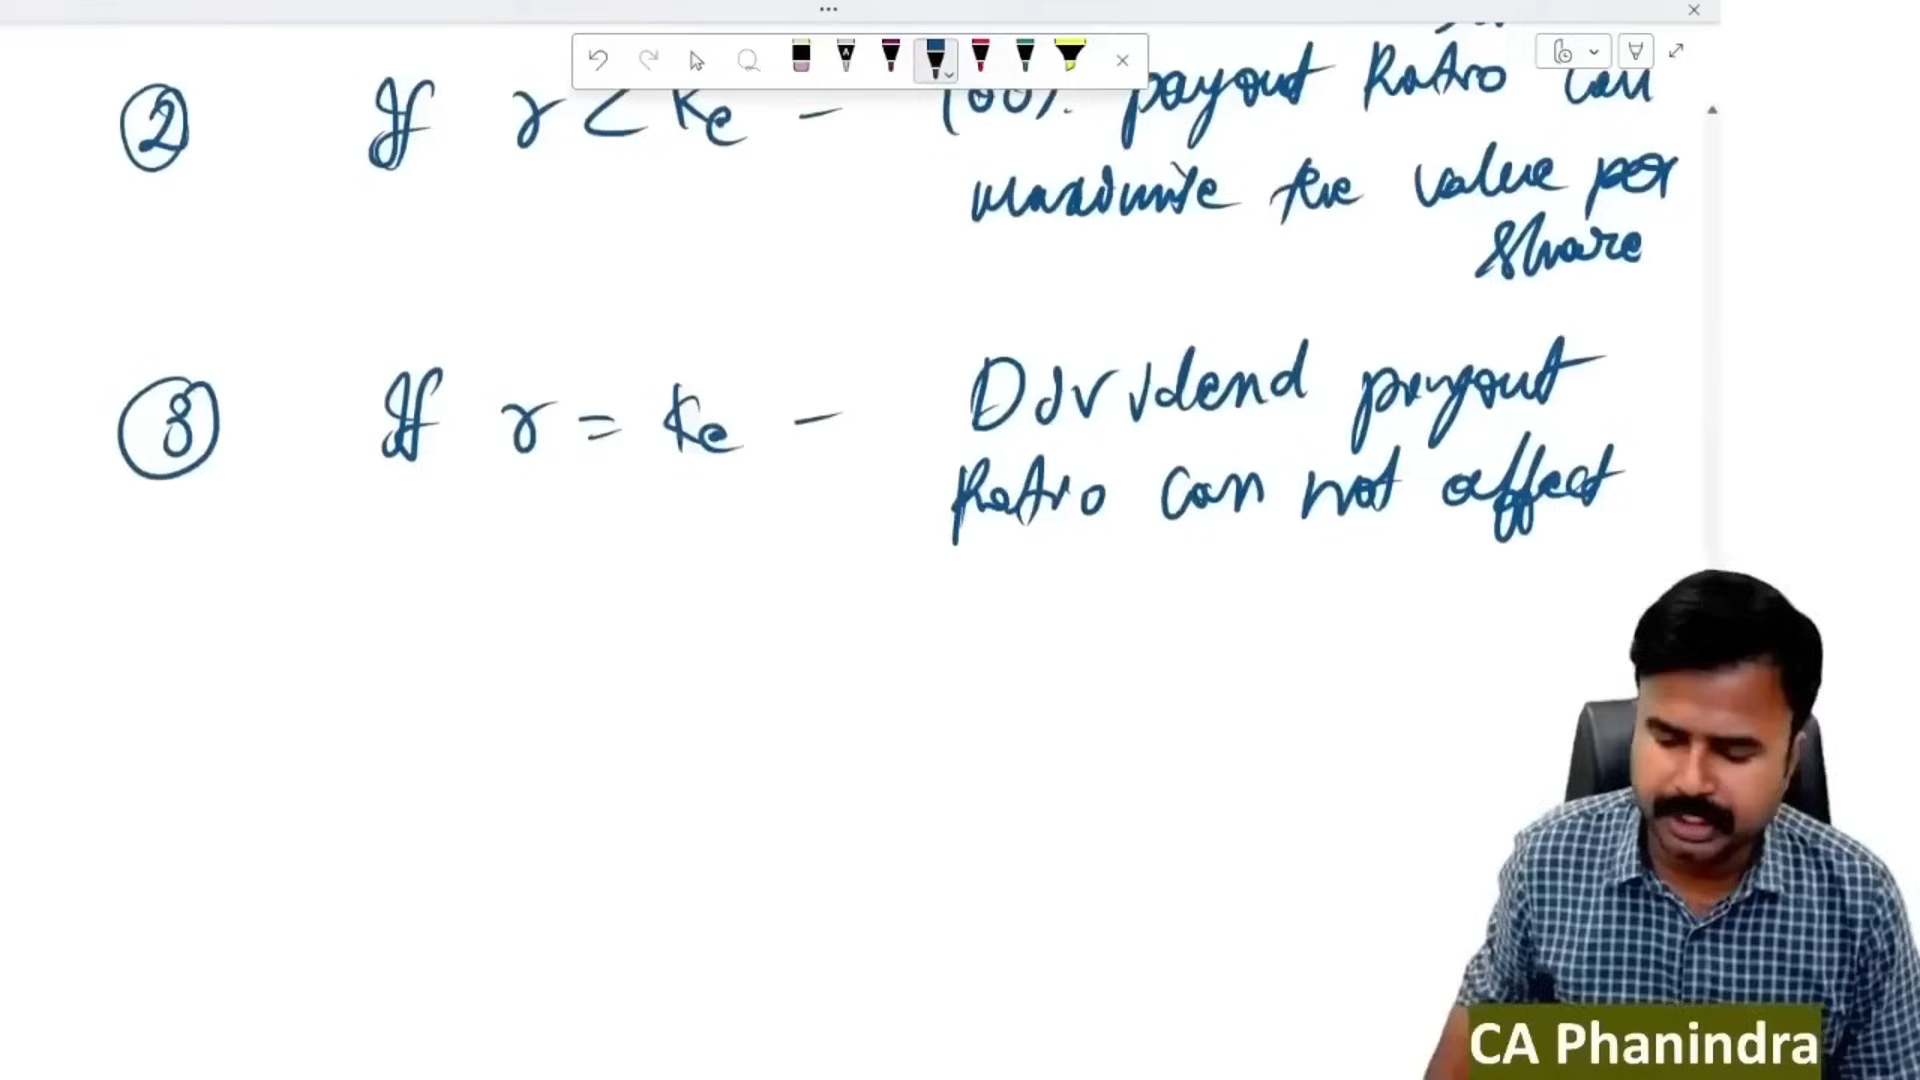 ② If r < Ke - 100%. payout Ratio can
maximise the value per
share
③ If r = Ke - Dividend payout
Ratio can not affect
CA Phanindra